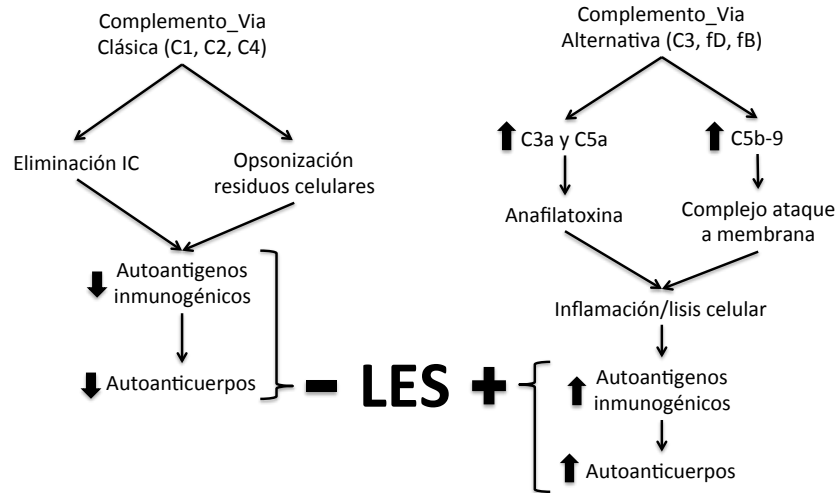 Complemento_Via
Clásica (C1, C2, C4)
Eliminación IC
Opsonización
residuos celulares
Autoantigenos
inmunogénicos
Autoanticuerpos
- LES +
Complemento_Via
Alternativa (C3, fD, fB)
C3a y C5a
C5b-9
Anafilatoxina
Complejo ataque
a membrana
Inflamación/lisis celular
Autoantigenos
inmunogénicos
Autoanticuerpos